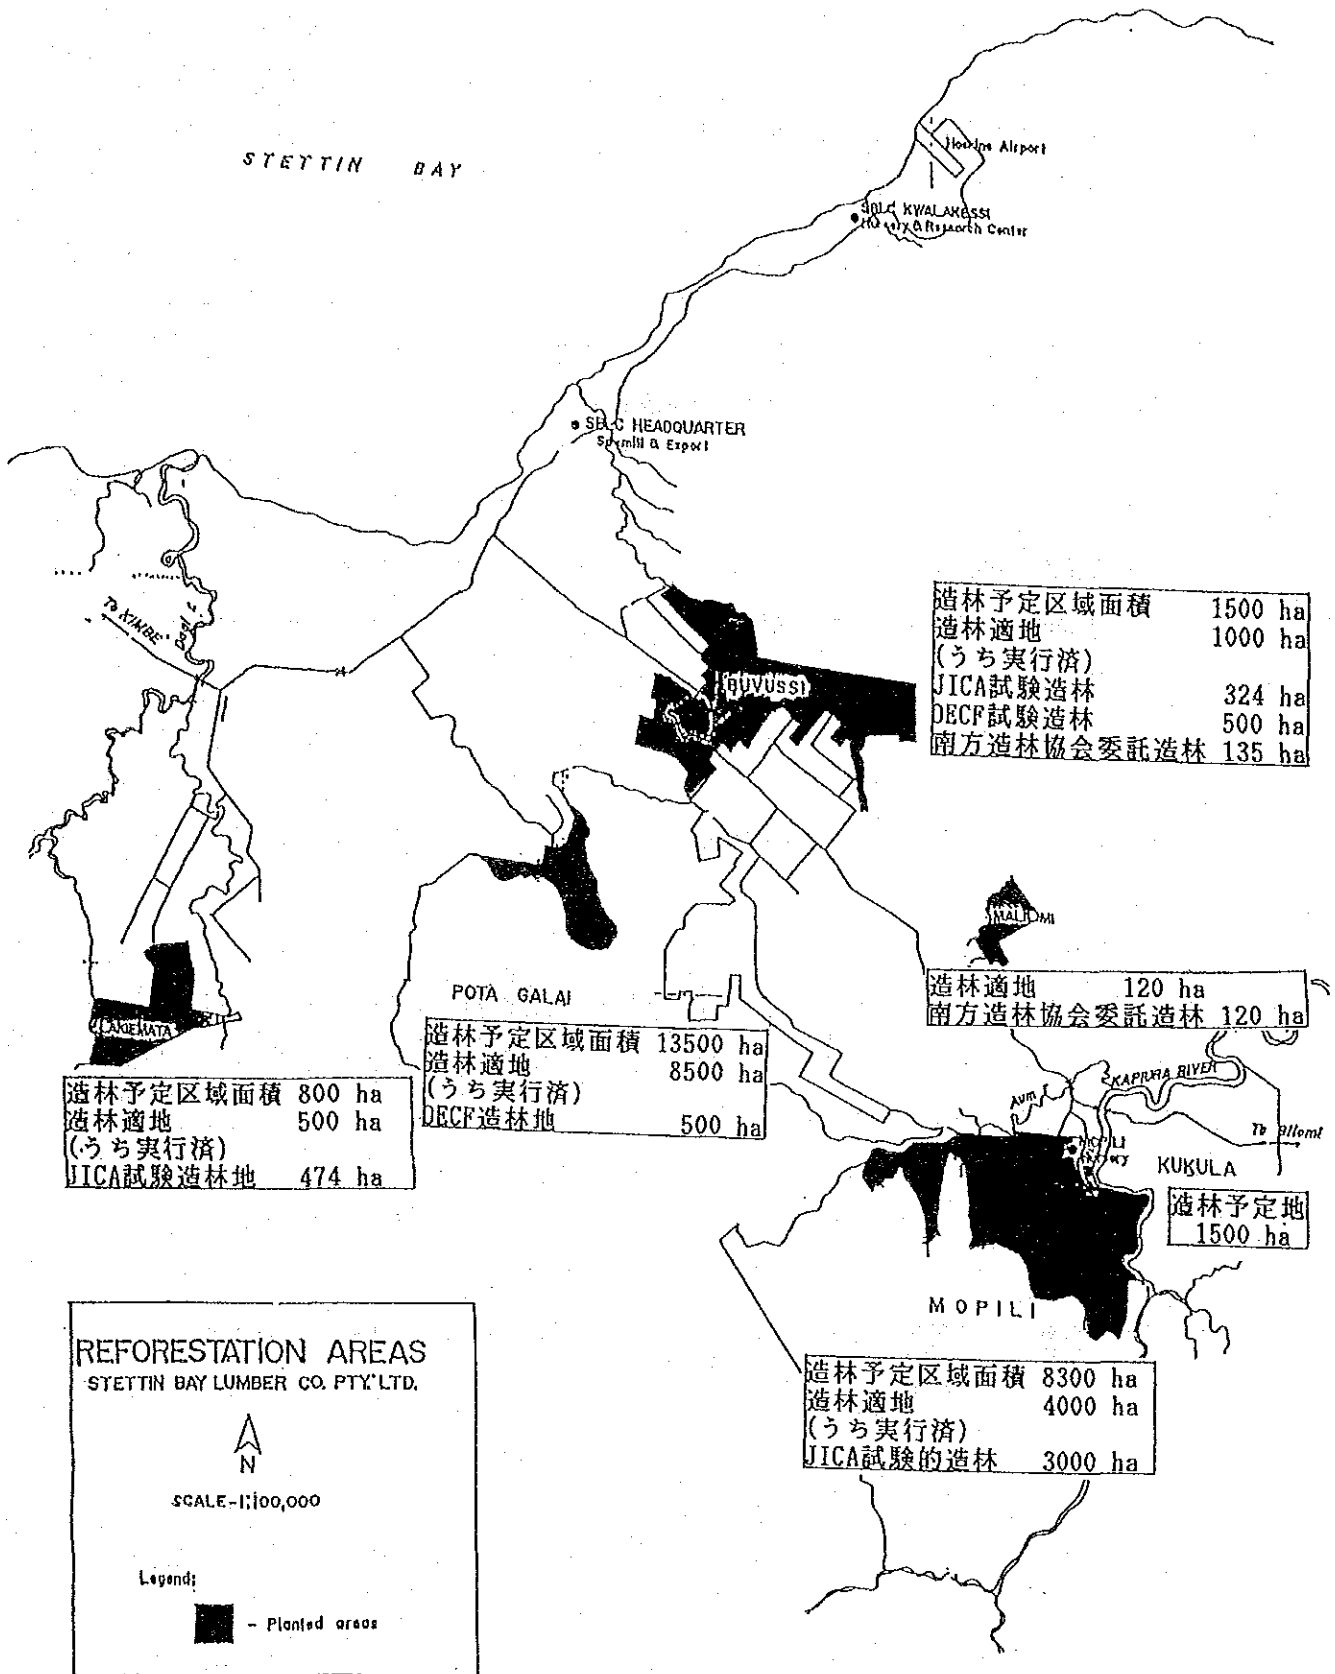 STETTIN BAY
Hoskins Airport
SBLC KWALAKESSI
Nursery & Research Center
SBLC HEADQUARTER
Sawmill & Export
To KIMBE
Dagi
造林予定区域面積 1500 ha
造林適地 1000 ha
(うち実行済)
JICA試験造林 324 ha
OECF試験造林 500 ha
南方造林協会委託造林 135 ha
BUVUSSI
MALILIMI
造林適地 120 ha
南方造林協会委託造林 120 ha
POTA GALAI
造林予定区域面積 13500 ha
造林適地 8500 ha
(うち実行済)
OECF造林地 500 ha
LAKIEMATA
造林予定区域面積 800 ha
造林適地 500 ha
(うち実行済)
JICA試験造林地 474 ha
KAPIURA RIVER
Aum
To Bilomi
MOPILI
NURSERY
KUKULA
造林予定地
1500 ha
MOPILI
造林予定区域面積 8300 ha
造林適地 4000 ha
(うち実行済)
JICA試験的造林 3000 ha
REFORESTATION AREAS
STETTIN BAY LUMBER CO. PTY. LTD.
N
SCALE-1:100,000
Legend:
- Planted areas